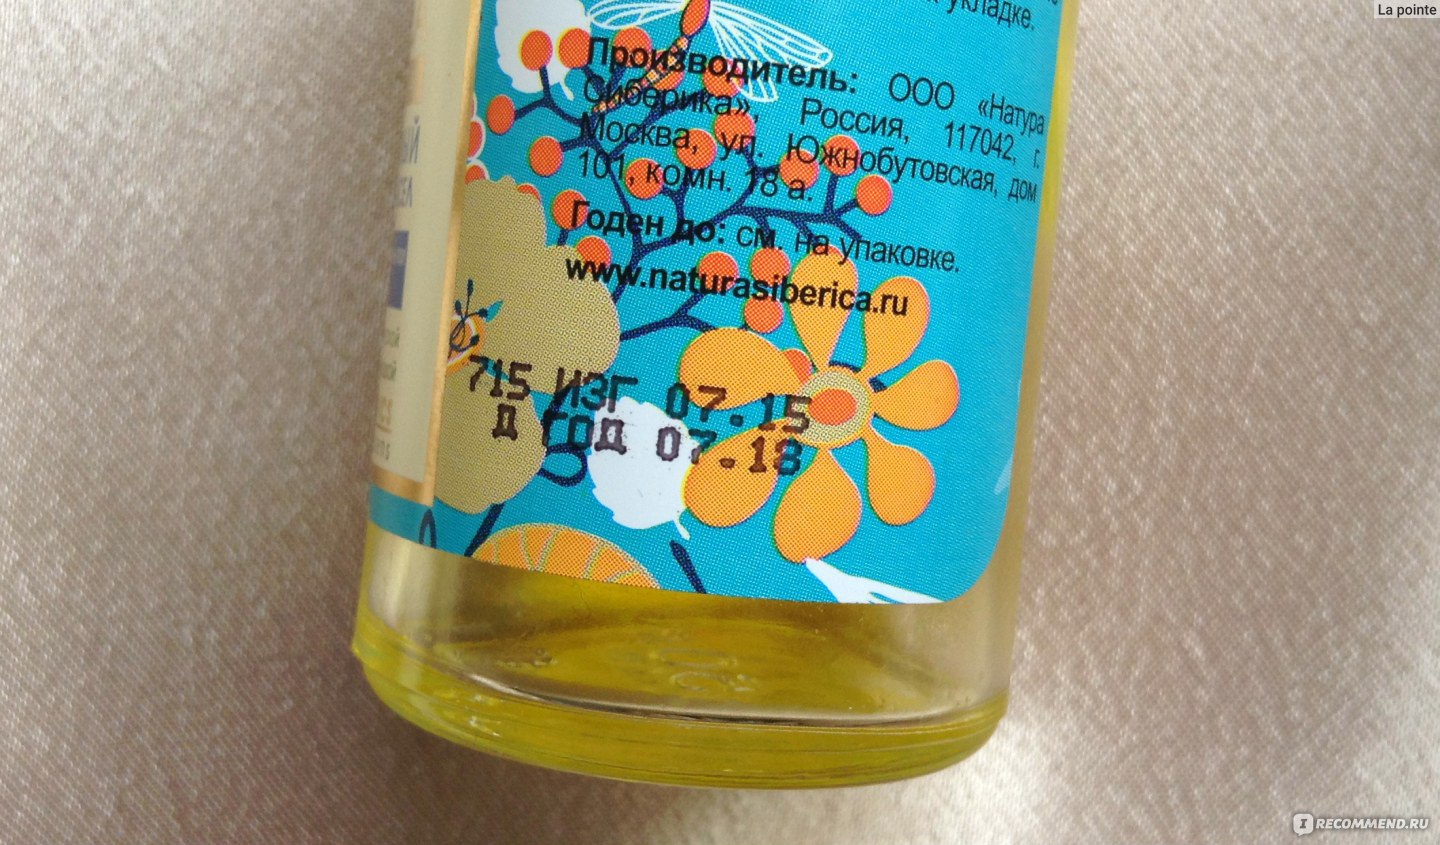 La pointe
укладке.
Производитель: ООО «Натура
Сиберика», Россия, 117042, г.
Москва, ул. Южнобутовская, дом
101, комн. 18 а.
Годен до: см. на упаковке.
www.naturasiberica.ru
715 ИЗГ 07.15
Д ГОД 07.18
IRECOMMEND.RU